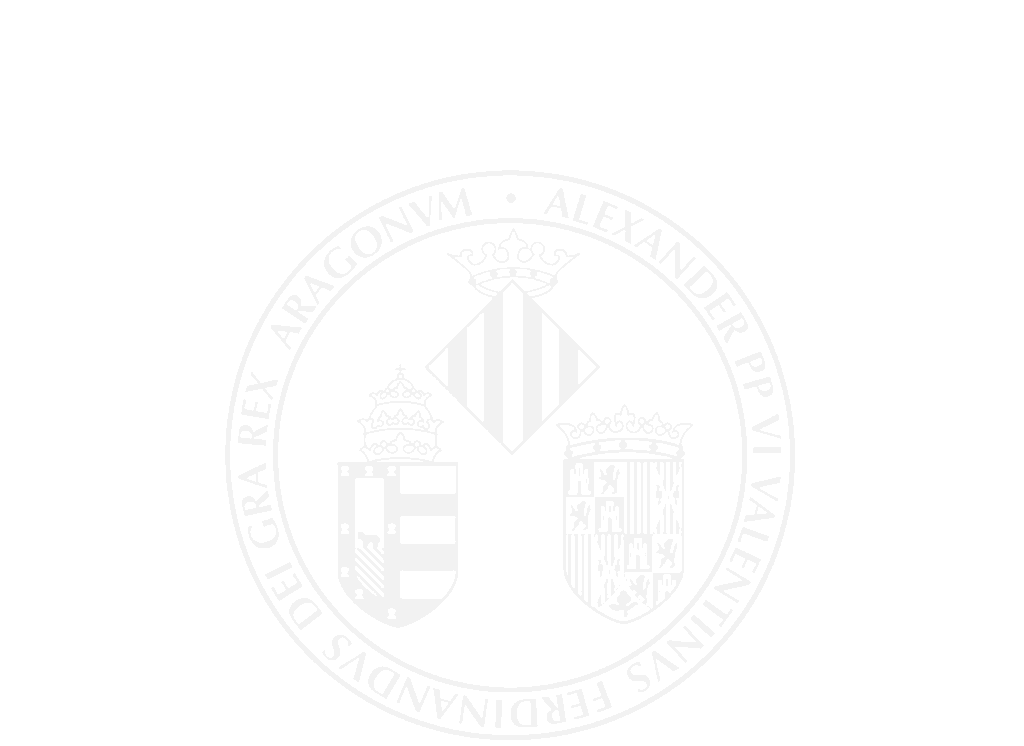 • ALEXANDER PP VI VALENTINVS FERDINANDVS DEI GRA REX ARAGONVM